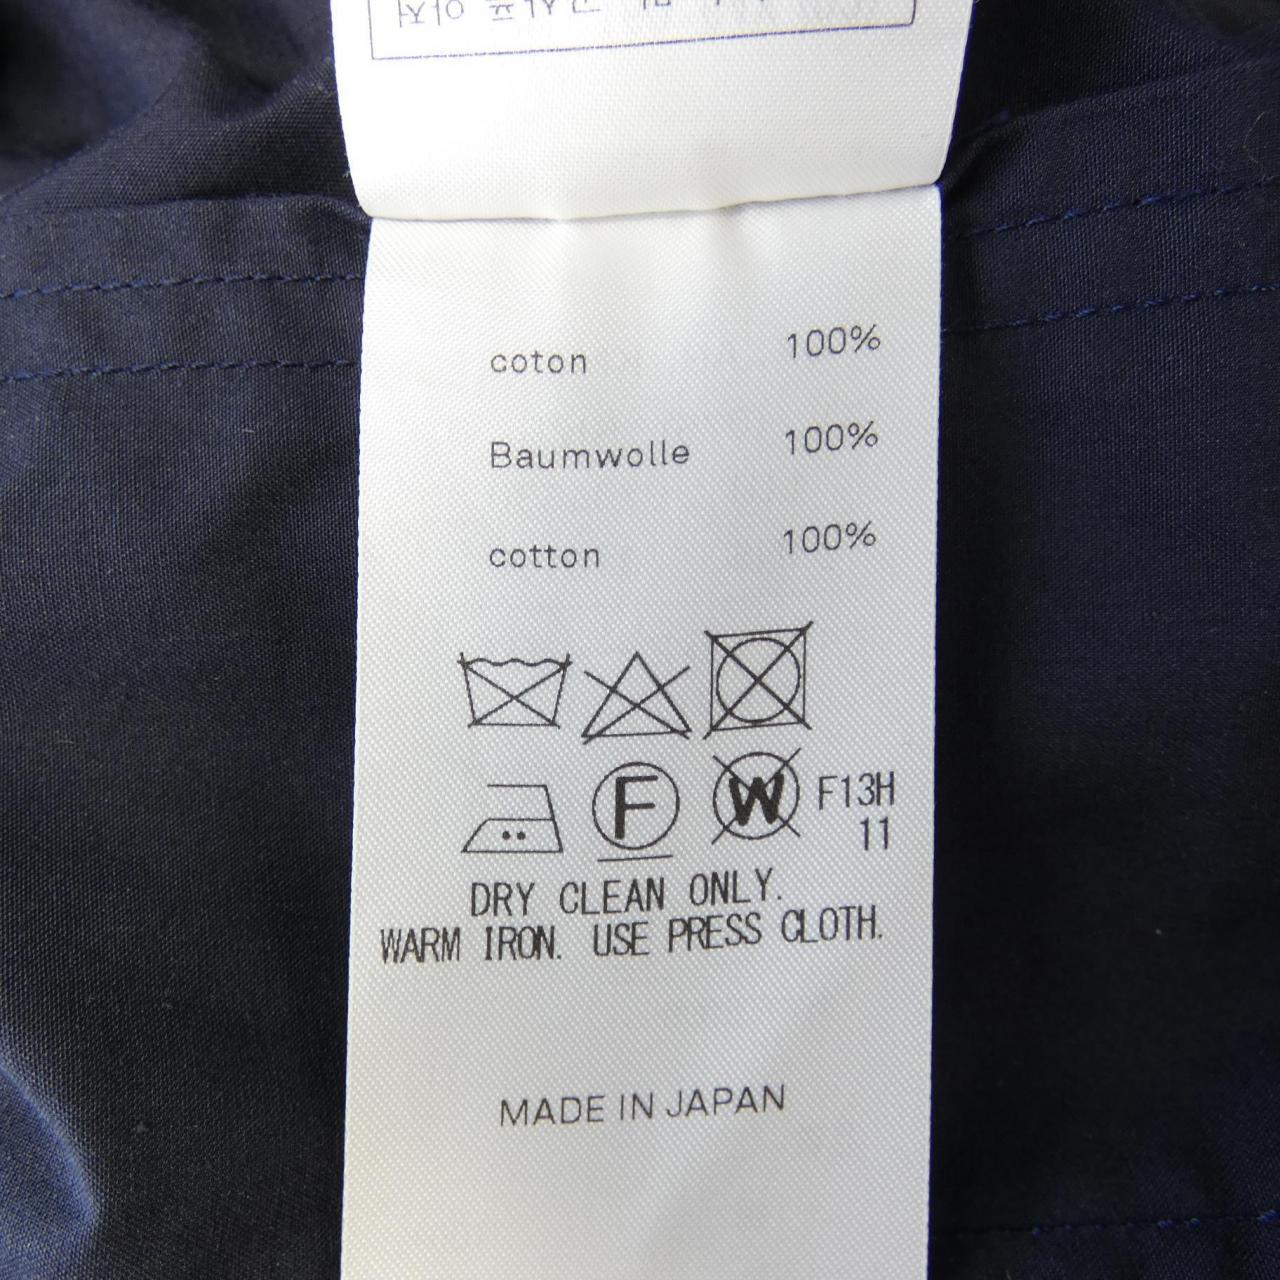 coton 100%
Baumwolle 100%
cotton 100%
F W F13H
11
DRY CLEAN ONLY.
WARM IRON. USE PRESS CLOTH.
MADE IN JAPAN